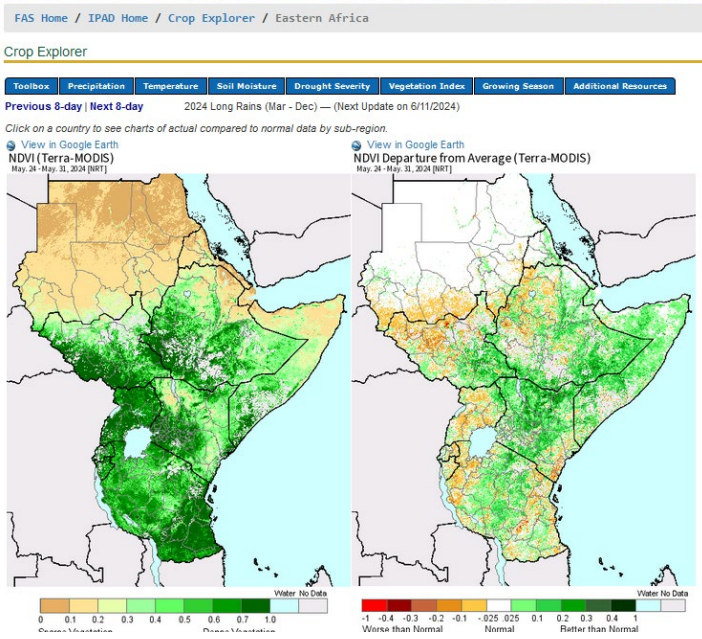 FAS Home / IPAD Home / Crop Explorer / Eastern Africa
Crop Explorer
Toolbox Precipitation Temperature Soil Moisture Drought Severity Vegetation Index Growing Season Additional Resources
Previous 8-day | Next 8-day 2024 Long Rains (Mar - Dec) — (Next Update on 6/11/2024)
Click on a country to see charts of actual compared to normal data by sub-region.
View in Google Earth
NDVI (Terra-MODIS)
May. 24 - May. 31, 2024 [NRT]
Water No Data
0 0.1 0.2 0.3 0.4 0.5 0.6 0.7 1.0
Sparse Vegetation Dense Vegetation
View in Google Earth
NDVI Departure from Average (Terra-MODIS)
May. 24 - May. 31, 2024 [NRT]
Water No Data
-1 -0.4 -0.3 -0.2 -0.1 -.025 .025 0.1 0.2 0.3 0.4 1
Worse than Normal Normal Better than Normal